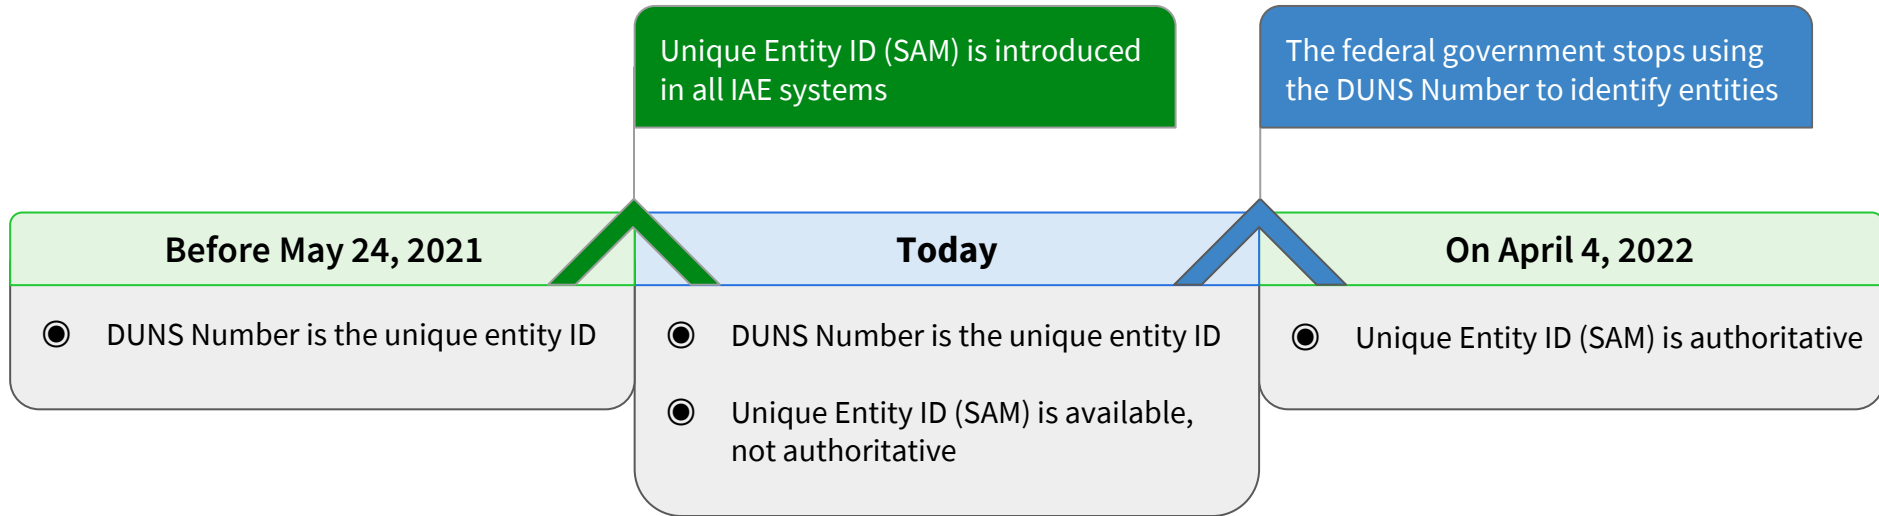 Unique Entity ID (SAM) is introduced
in all IAE systems
The federal government stops using
the DUNS Number to identify entities
Before May 24, 2021
Today
On April 4, 2022
DUNS Number is the unique entity ID
DUNS Number is the unique entity ID
Unique Entity ID (SAM) is available,
not authoritative
Unique Entity ID (SAM) is authoritative